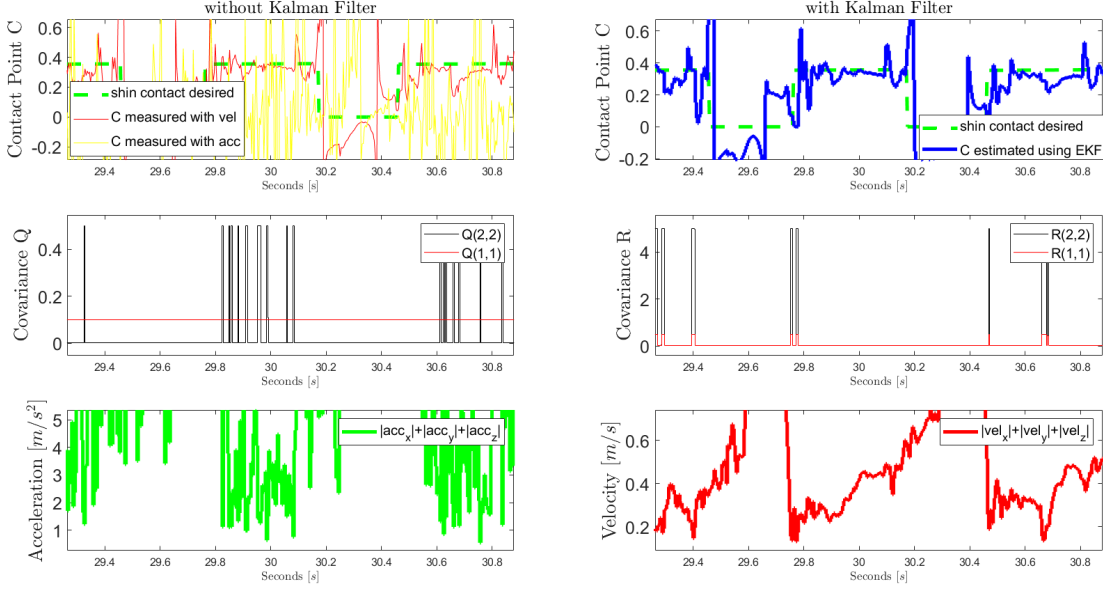 without Kalman Filter
with Kalman Filter
Contact Point C
0.6
0.4
0.2
0
-0.2
shin contact desired
C measured with vel
C measured with acc
29.4 29.6 29.8 30 30.2 30.4 30.6 30.8
Seconds [s]
Contact Point C
0.6
0.4
0.2
0
-0.2
shin contact desired
C estimated using EKF
29.4 29.6 29.8 30 30.2 30.4 30.6 30.8
Seconds [s]
Covariance Q
0.4
0.2
0
Q(2,2)
Q(1,1)
29.4 29.6 29.8 30 30.2 30.4 30.6 30.8
Seconds [s]
Covariance R
4
2
0
R(2,2)
R(1,1)
29.4 29.6 29.8 30 30.2 30.4 30.6 30.8
Seconds [s]
Acceleration [m/s²]
5
4
3
2
1
|acc_x|+|acc_y|+|acc_z|
29.4 29.6 29.8 30 30.2 30.4 30.6 30.8
Seconds [s]
Velocity [m/s]
0.6
0.4
0.2
|vel_x|+|vel_y|+|vel_z|
29.4 29.6 29.8 30 30.2 30.4 30.6 30.8
Seconds [s]